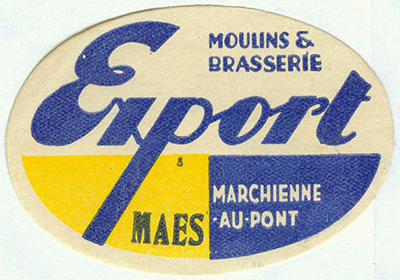 MOULINS &
BRASSERIE
Export
MAES
MARCHIENNE
-AU-PONT